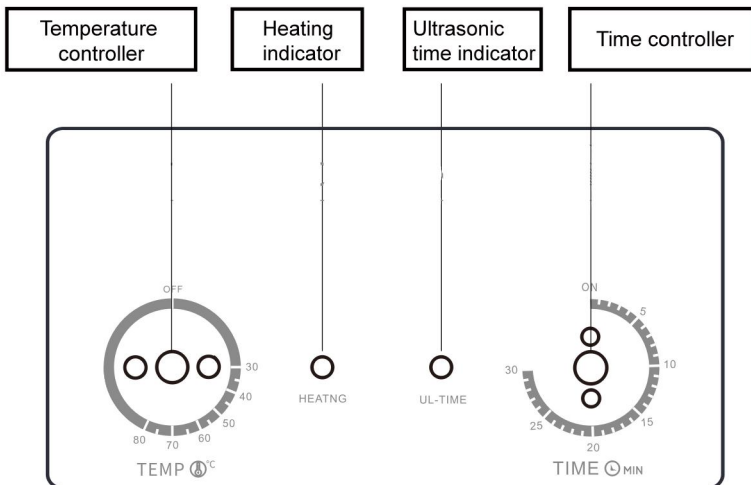 Temperature
controller
Heating
indicator
Ultrasonic
time indicator
Time controller
OFF
30
40
50
60
70
80
TEMP °C
HEATNG
UL-TIME
ON
5
10
15
20
25
30
TIME MIN